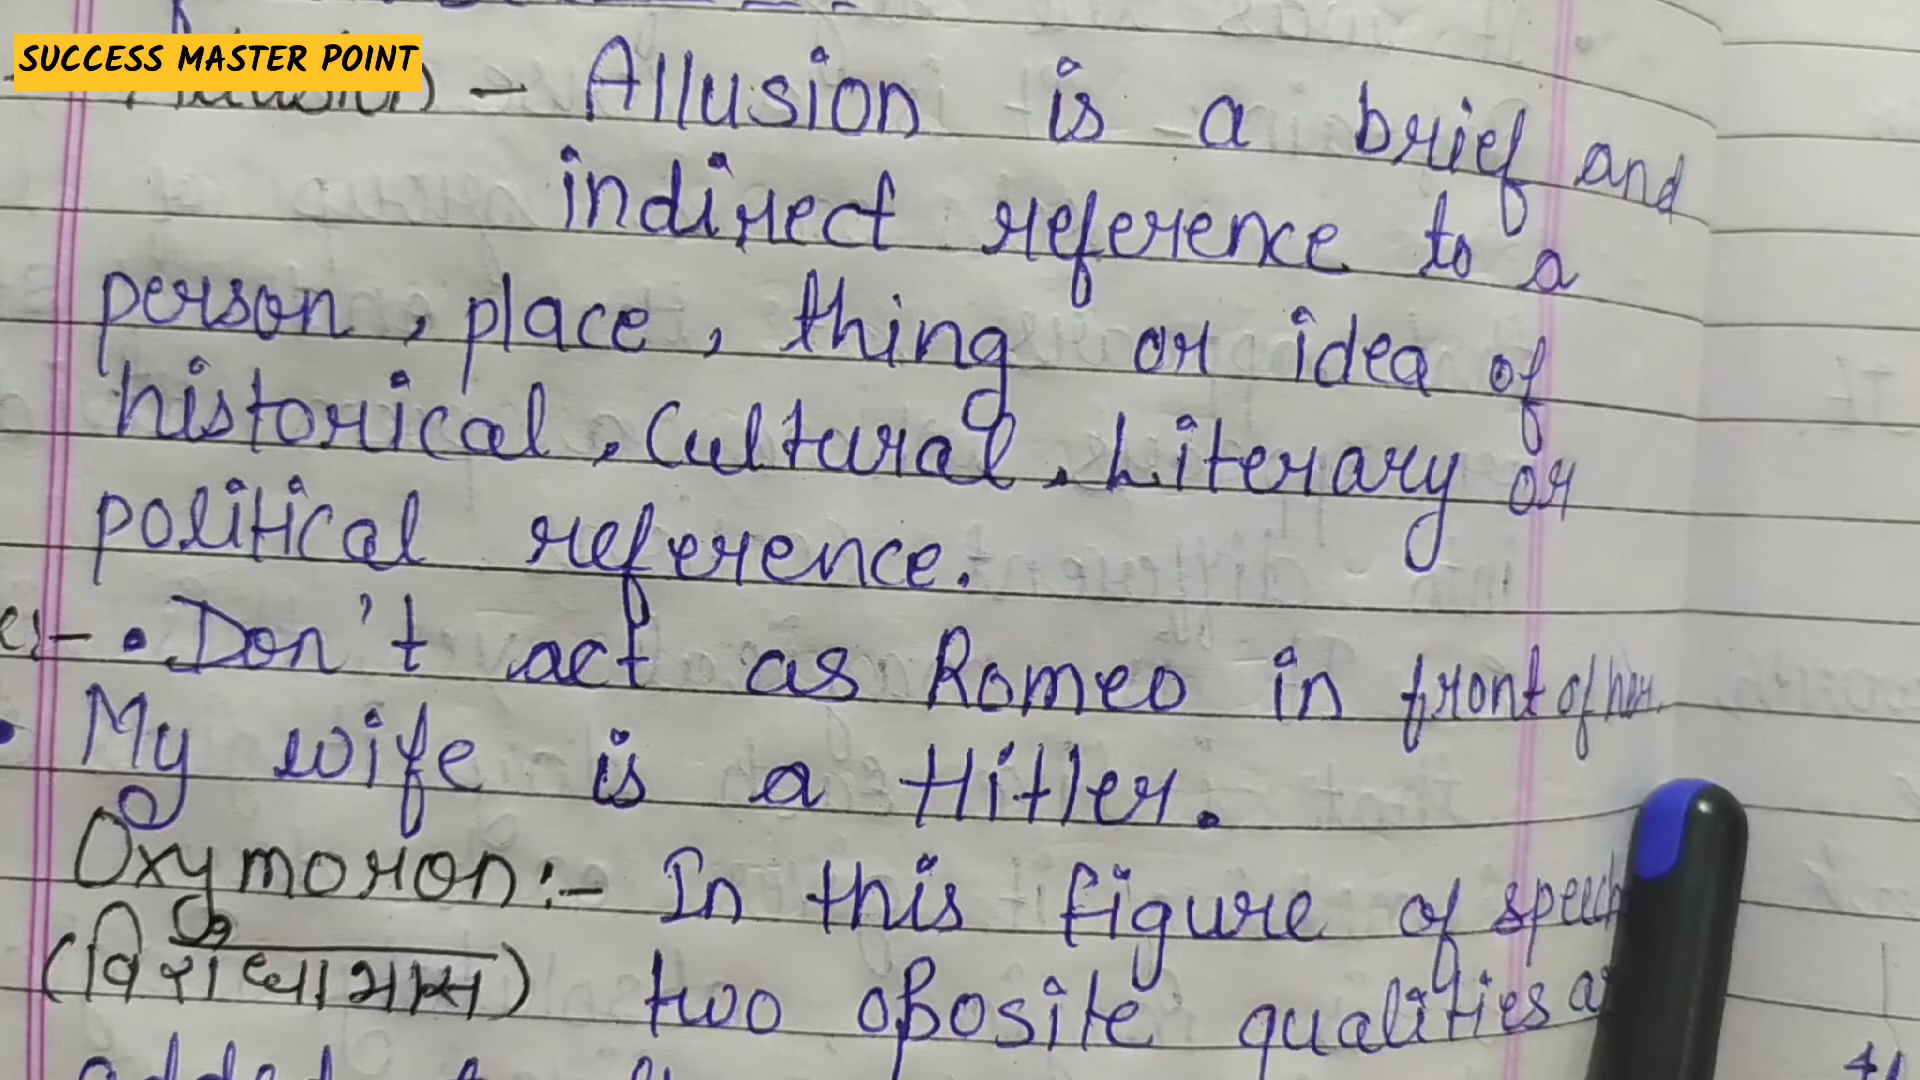 SUCCESS MASTER POINT
Allusion) - Allusion is a brief and
indirect reference to a
person, place, thing or idea of
historical, Cultural, Literary or
political reference.
• Don't act as Romeo in front of her.
• My wife is a Hitler.
Oxymoron:- In this figure of speech
(विरोधाभास) two oposite qualities
added